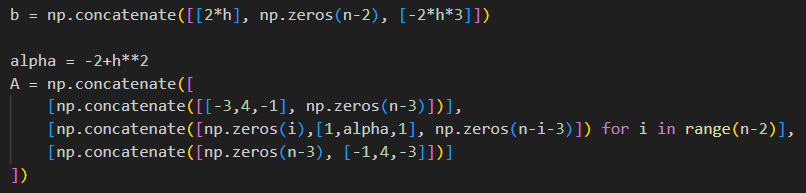 b = np.concatenate([[2*h], np.zeros(n-2), [-2*h*3]])

alpha = -2+h**2
A = np.concatenate([
    [np.concatenate([[-3,4,-1], np.zeros(n-3)])],
    [np.concatenate([np.zeros(i),[1,alpha,1], np.zeros(n-i-3)]) for i in range(n-2)],
    [np.concatenate([np.zeros(n-3), [-1,4,-3]])]
])